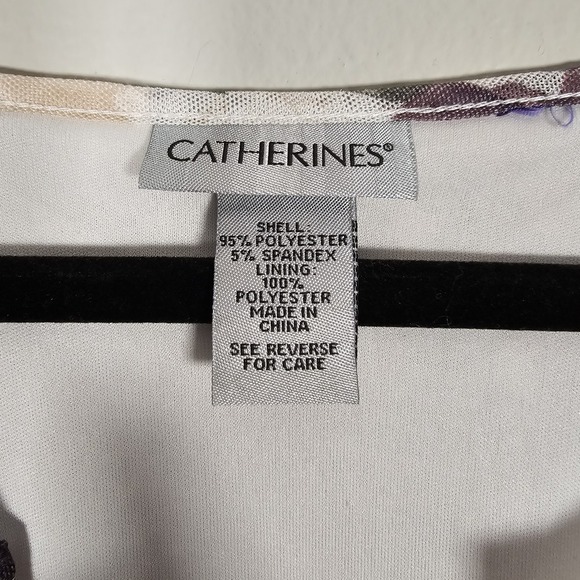 CATHERINES®
SHELL:
95% POLYESTER
5% SPANDEX
LINING:
100%
POLYESTER
MADE IN
CHINA
SEE REVERSE
FOR CARE